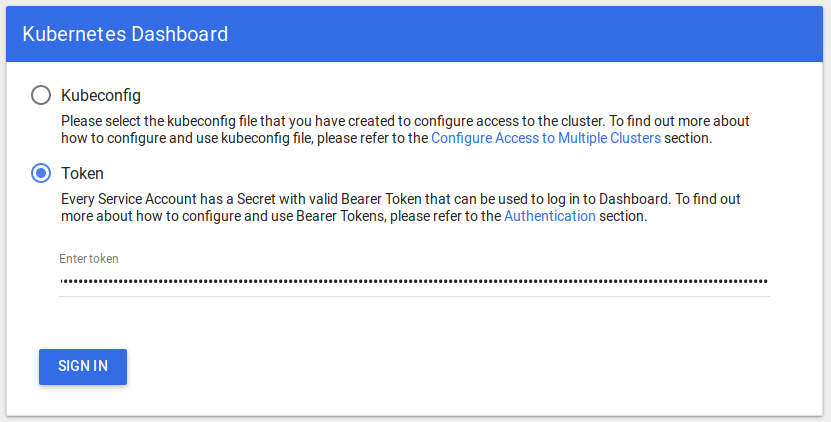 Kubernetes Dashboard
Kubeconfig
Please select the kubeconfig file that you have created to configure access to the cluster. To find out more about
how to configure and use kubeconfig file, please refer to the Configure Access to Multiple Clusters section.
Token
Every Service Account has a Secret with valid Bearer Token that can be used to log in to Dashboard. To find out
more about how to configure and use Bearer Tokens, please refer to the Authentication section.
Enter token
SIGN IN